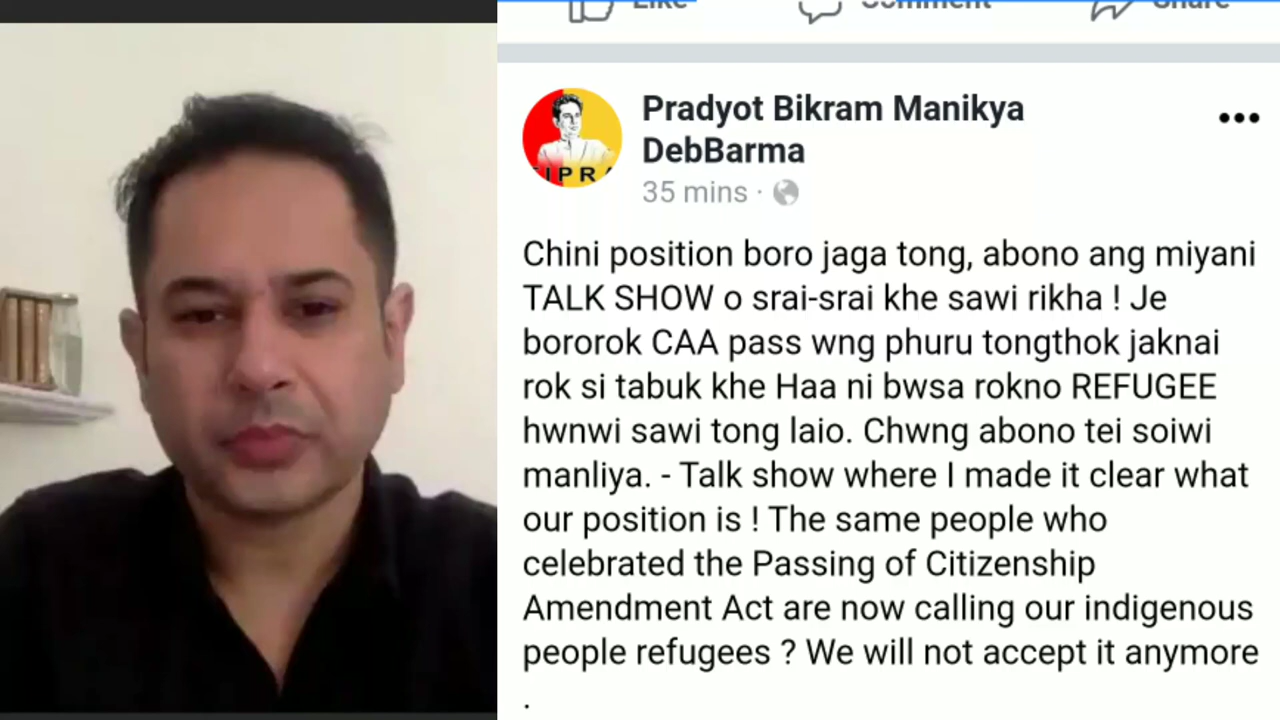 Like Comment Share
Pradyot Bikram Manikya
DebBarma
35 mins ·
TIPRA
Chini position boro jaga tong, abono ang miyani
TALK SHOW o srai-srai khe sawi rikha ! Je
bororok CAA pass wng phuru tongthok jaknai
rok si tabuk khe Haa ni bwsa rokno REFUGEE
hwnwi sawi tong laio. Chwng abono tei soiwi
manliya. - Talk show where I made it clear what
our position is ! The same people who
celebrated the Passing of Citizenship
Amendment Act are now calling our indigenous
people refugees ? We will not accept it anymore
.